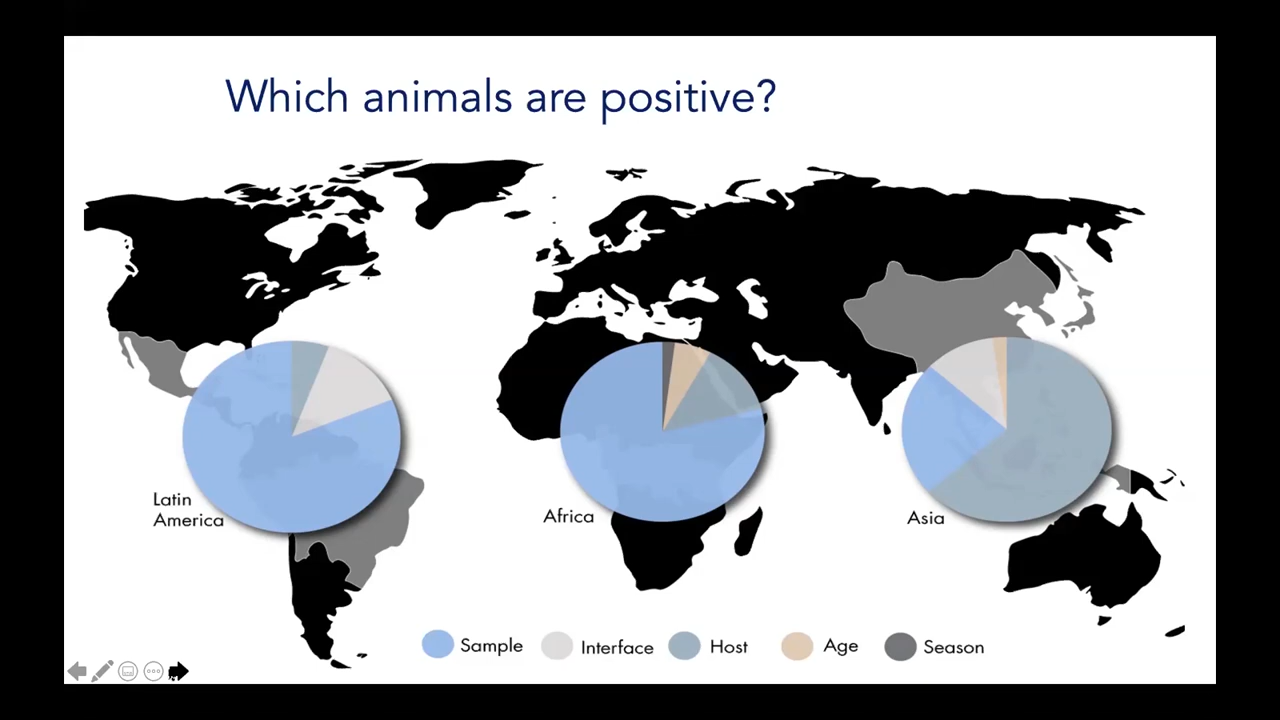 Which animals are positive?
Latin
America
Africa
Asia
Sample
Interface
Host
Age
Season